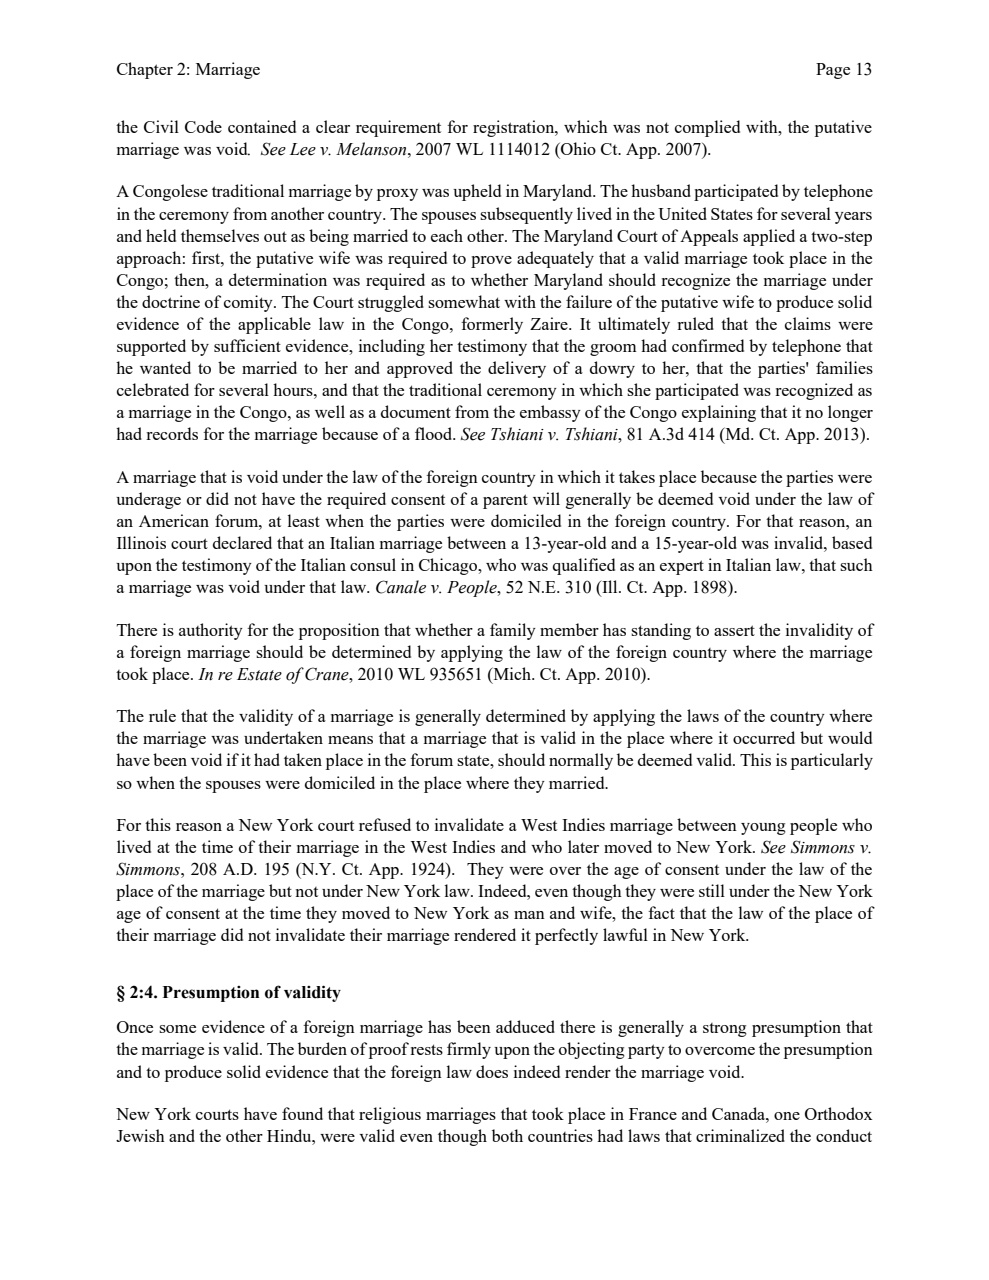 Chapter 2: Marriage Page 13
the Civil Code contained a clear requirement for registration, which was not complied with, the putative
marriage was void.  See Lee v. Melanson, 2007 WL 1114012 (Ohio Ct. App. 2007).
A Congolese traditional marriage by proxy was upheld in Maryland. The husband participated by telephone
in the ceremony from another country. The spouses subsequently lived in the United States for several years
and held themselves out as being married to each other. The Maryland Court of Appeals applied a two-step
approach: first, the putative wife was required to prove adequately that a valid marriage took place in the
Congo; then, a determination was required as to whether Maryland should recognize the marriage under
the doctrine of comity. The Court struggled somewhat with the failure of the putative wife to produce solid
evidence of the applicable law in the Congo, formerly Zaire. It ultimately ruled that the claims were
supported by sufficient evidence, including her testimony that the groom had confirmed by telephone that
he wanted to be married to her and approved the delivery of a dowry to her, that the parties' families
celebrated for several hours, and that the traditional ceremony in which she participated was recognized as
a marriage in the Congo, as well as a document from the embassy of the Congo explaining that it no longer
had records for the marriage because of a flood. See Tshiani v. Tshiani, 81 A.3d 414 (Md. Ct. App. 2013).
A marriage that is void under the law of the foreign country in which it takes place because the parties were
underage or did not have the required consent of a parent will generally be deemed void under the law of
an American forum, at least when the parties were domiciled in the foreign country. For that reason, an
Illinois court declared that an Italian marriage between a 13-year-old and a 15-year-old was invalid, based
upon the testimony of the Italian consul in Chicago, who was qualified as an expert in Italian law, that such
a marriage was void under that law. Canale v. People, 52 N.E. 310 (Ill. Ct. App. 1898).
There is authority for the proposition that whether a family member has standing to assert the invalidity of
a foreign marriage should be determined by applying the law of the foreign country where the marriage
took place. In re Estate of Crane, 2010 WL 935651 (Mich. Ct. App. 2010).
The rule that the validity of a marriage is generally determined by applying the laws of the country where
the marriage was undertaken means that a marriage that is valid in the place where it occurred but would
have been void if it had taken place in the forum state, should normally be deemed valid. This is particularly
so when the spouses were domiciled in the place where they married.
For this reason a New York court refused to invalidate a West Indies marriage between young people who
lived at the time of their marriage in the West Indies and who later moved to New York. See Simmons v.
Simmons, 208 A.D. 195 (N.Y. Ct. App. 1924).  They were over the age of consent under the law of the
place of the marriage but not under New York law. Indeed, even though they were still under the New York
age of consent at the time they moved to New York as man and wife, the fact that the law of the place of
their marriage did not invalidate their marriage rendered it perfectly lawful in New York.
§ 2:4. Presumption of validity
Once some evidence of a foreign marriage has been adduced there is generally a strong presumption that
the marriage is valid. The burden of proof rests firmly upon the objecting party to overcome the presumption
and to produce solid evidence that the foreign law does indeed render the marriage void.
New York courts have found that religious marriages that took place in France and Canada, one Orthodox
Jewish and the other Hindu, were valid even though both countries had laws that criminalized the conduct